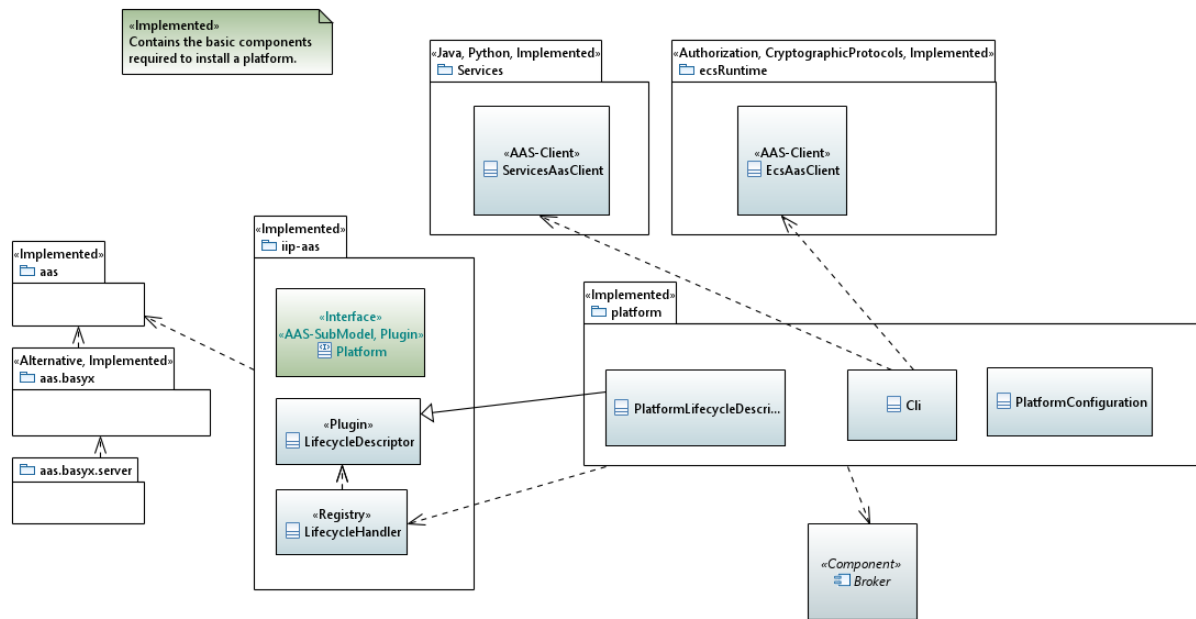 «Implemented»
Contains the basic components
required to install a platform.
«Java, Python, Implemented»
Services
«AAS-Client»
ServicesAasClient
«Authorization, CryptographicProtocols, Implemented»
ecsRuntime
«AAS-Client»
EcsAasClient
«Implemented»
aas
«Alternative, Implemented»
aas.basyx
aas.basyx.server
«Implemented»
iip-aas
«Interface»
«AAS-SubModel, Plugin»
Platform
«Plugin»
LifecycleDescriptor
«Registry»
LifecycleHandler
«Implemented»
platform
PlatformLifecycleDescri...
Cli
PlatformConfiguration
«Component»
Broker